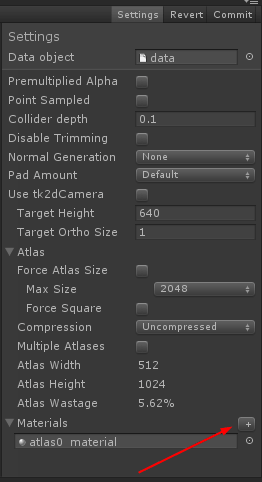 Settings Revert Commit
Settings
Data object data
Premultiplied Alpha
Point Sampled
Collider depth 0.1
Disable Trimming
Normal Generation None
Pad Amount Default
Use tk2dCamera
Target Height 640
Target Ortho Size 1
Atlas
Force Atlas Size
Max Size 2048
Force Square
Compression Uncompressed
Multiple Atlases
Atlas Width 512
Atlas Height 1024
Atlas Wastage 5.62%
Materials +
atlas0_material